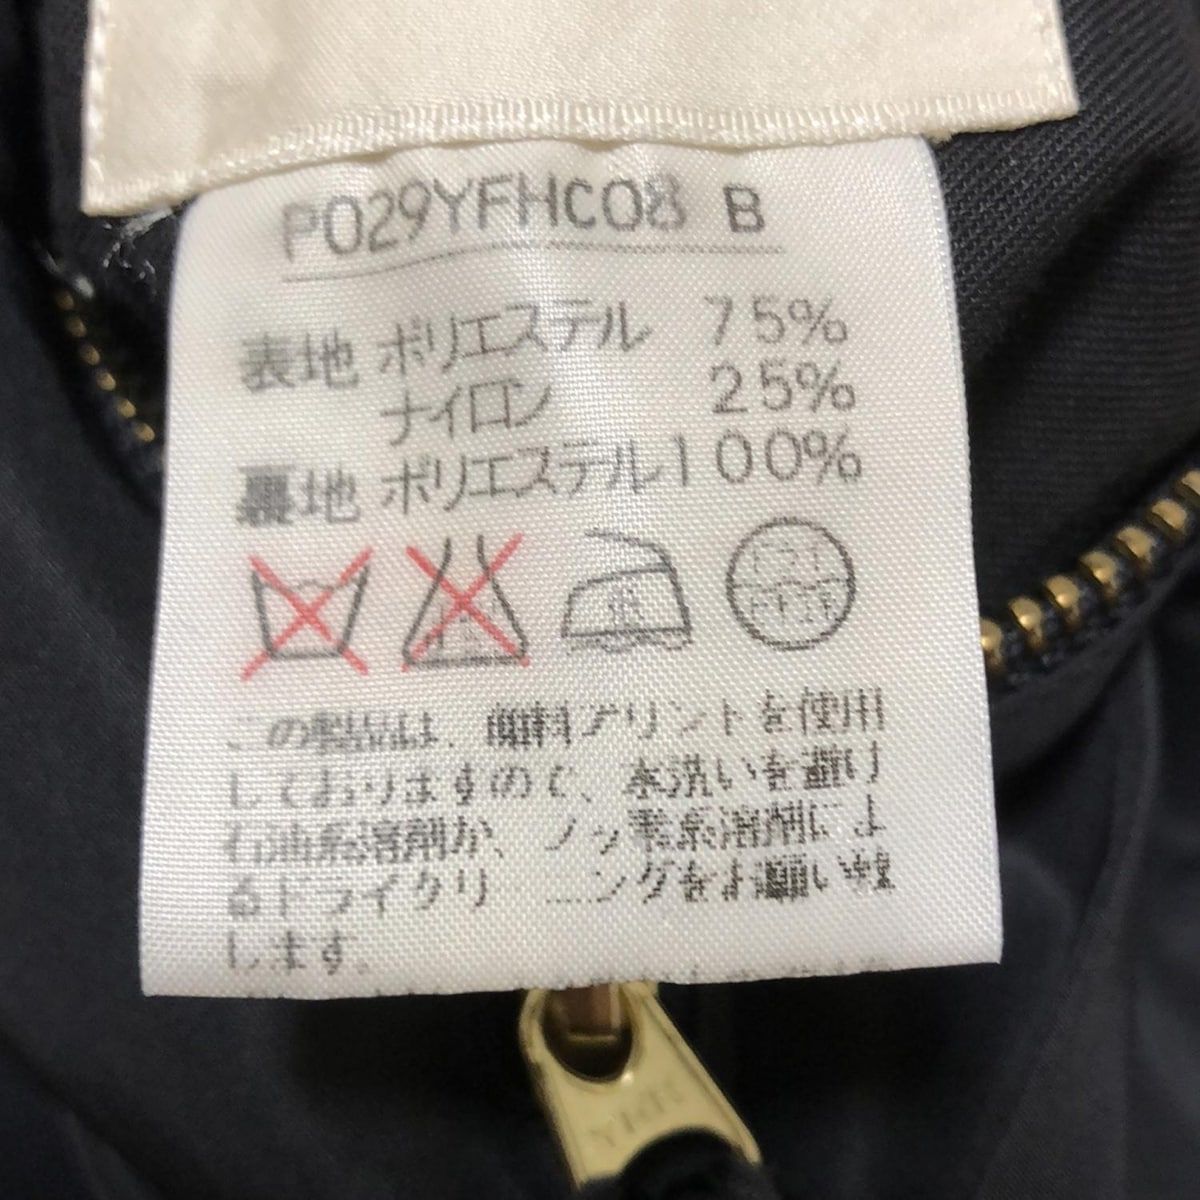 P029YFHC08 B
表地 ポリエステル 75%
ナイロン 25%
裏地 ポリエステル 100%
この製品は、顔料プリントを使用
しておりますので、水洗いを避け
石油系溶剤か、フッ素系溶剤によ
るドライクリーニングをお願い致
します。
YKK